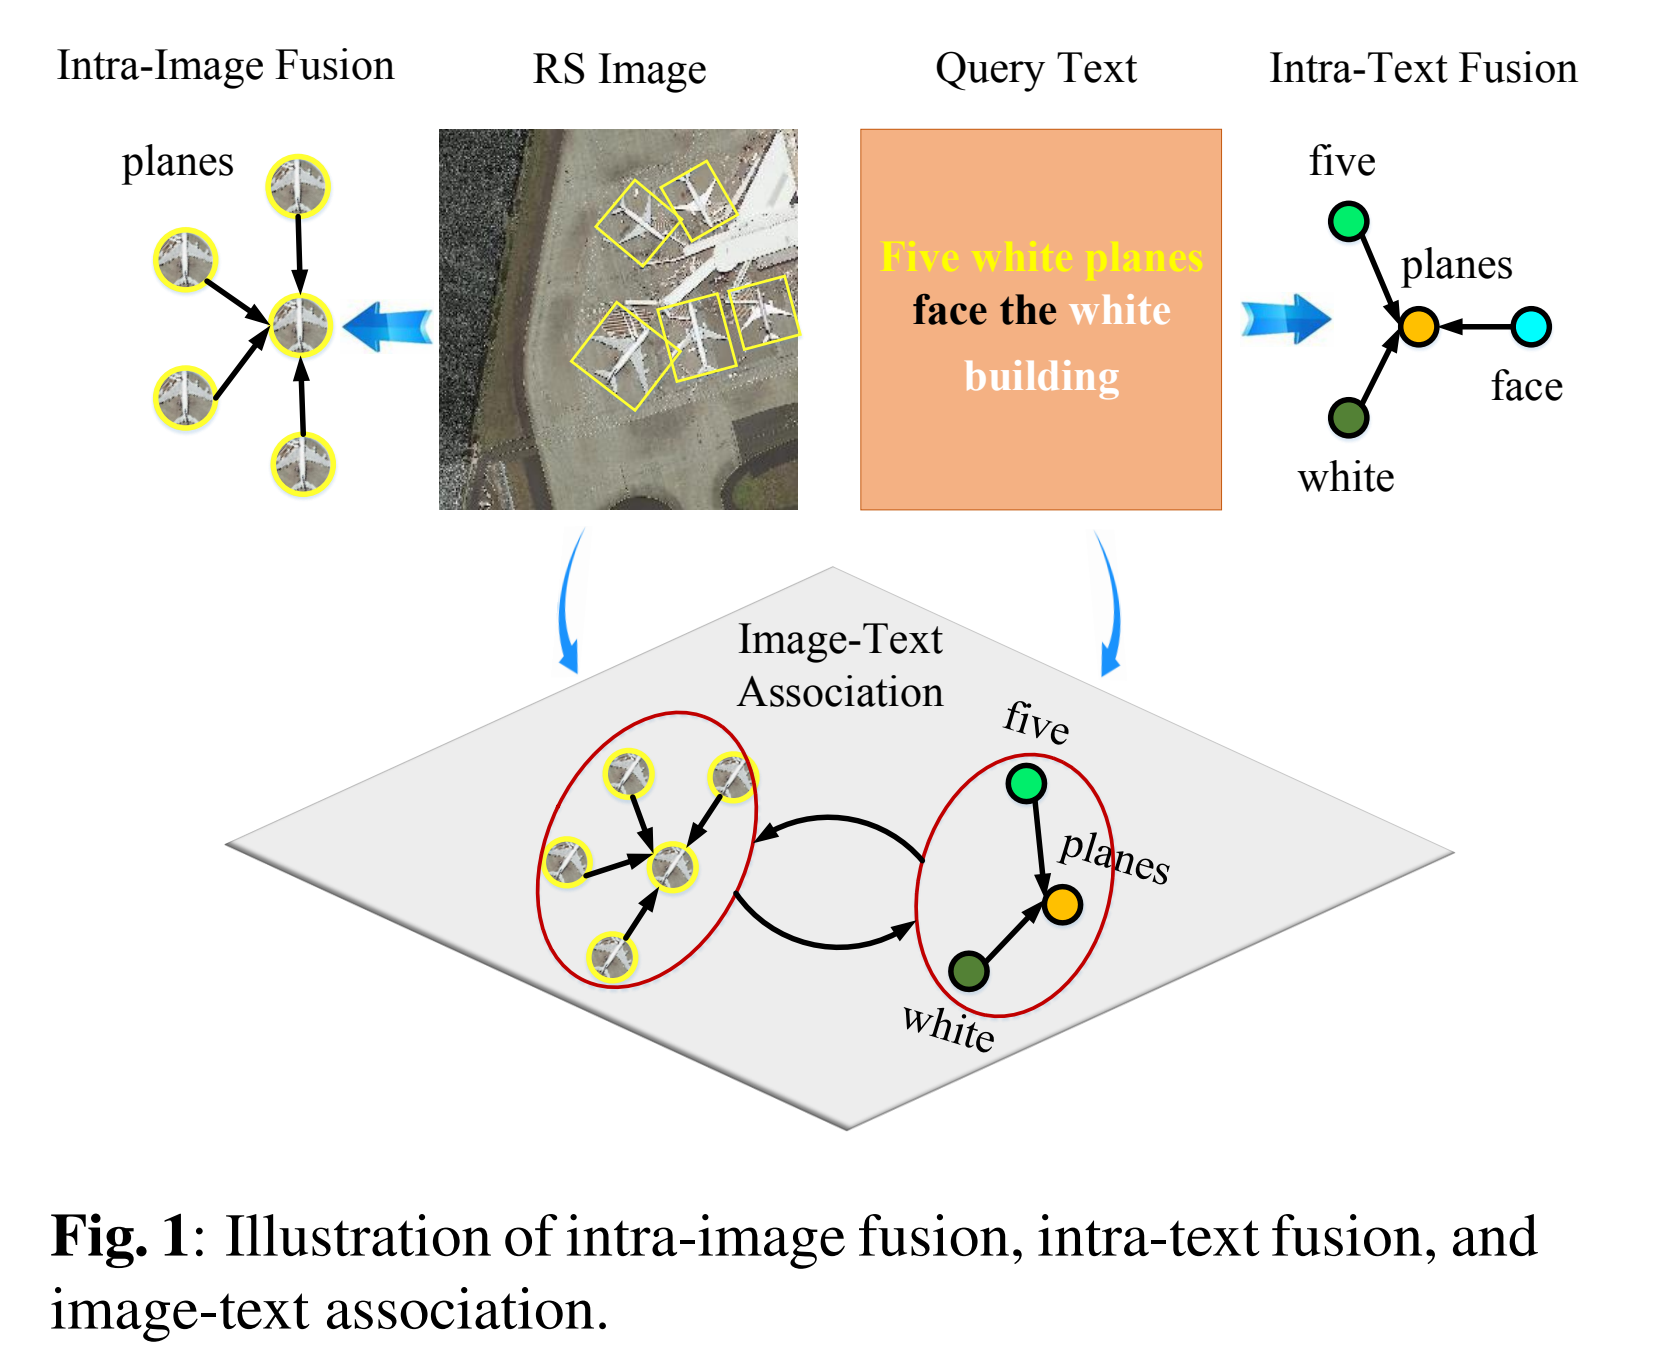 Intra-Image Fusion
RS Image
Query Text
Intra-Text Fusion
planes
Five white planes
face the white
building
five
planes
face
white
Image-Text
Association
five
planes
white
Fig. 1: Illustration of intra-image fusion, intra-text fusion, and
image-text association.